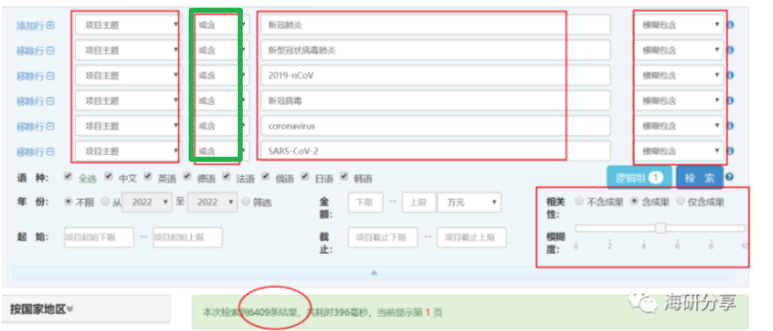 添加行 项目主题 或含 新冠肺炎 模糊包含
移除行 项目主题 或含 新型冠状病毒肺炎 模糊包含
移除行 项目主题 或含 2019-nCoV 模糊包含
移除行 项目主题 或含 新冠病毒 模糊包含
移除行 项目主题 或含 coronavirus 模糊包含
移除行 项目主题 或含 SARS-CoV-2 模糊包含
语 种: 全选 中文 英语 德语 法语 俄语 日语 韩语 逻辑组 1 检 索
年 份: 不限 从 2022 至 2022 筛选 金额: 下限 -- 上限 万元 相关性: 不含成果 含成果 仅含成果
起 始: 项目起始下限 -- 项目起始上限 截止: 项目截止下限 -- 项目截止上限 模糊度: 0 2 4 6 8 10
按国家地区 本次检索到6409条结果，共耗时396毫秒，当前显示第 1 页
海研分享